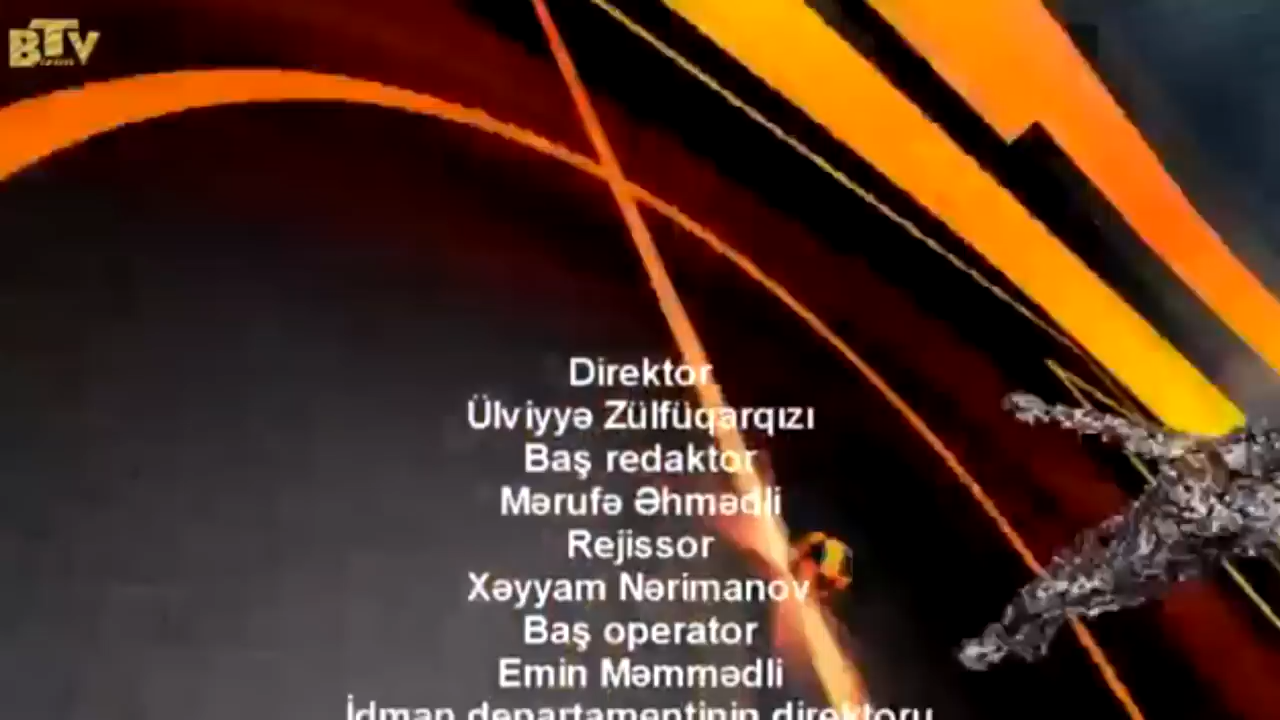 BTV
Direktor
Ülviyyə Zülfüqarqızı
Baş redaktor
Mərufə Əhmədli
Rejissor
Xəyyam Nərimanov
Baş operator
Emin Məmmədli
İdman departamentinin direktoru